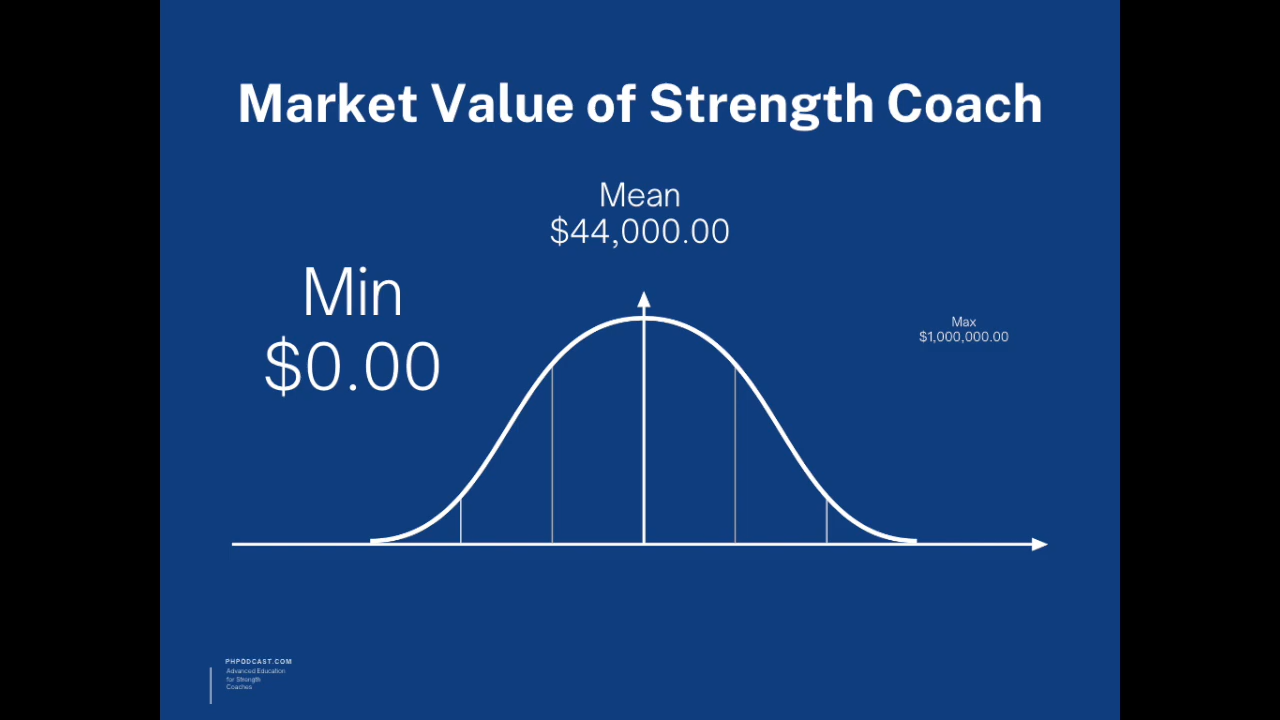 Market Value of Strength Coach
Mean
$44,000.00
Min
$0.00
Max
$1,000,000.00
PHPODCAST.COM
Advanced Education
for Strength
Coaches